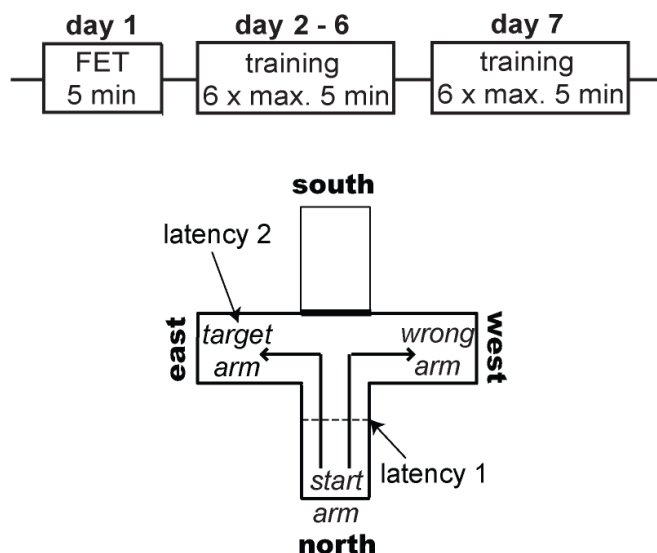 day 1
day 2 - 6
day 7
FET
5 min
training
6 x max. 5 min
training
6 x max. 5 min
south
latency 2
east
target
arm
wrong
arm
west
latency 1
start
arm
north